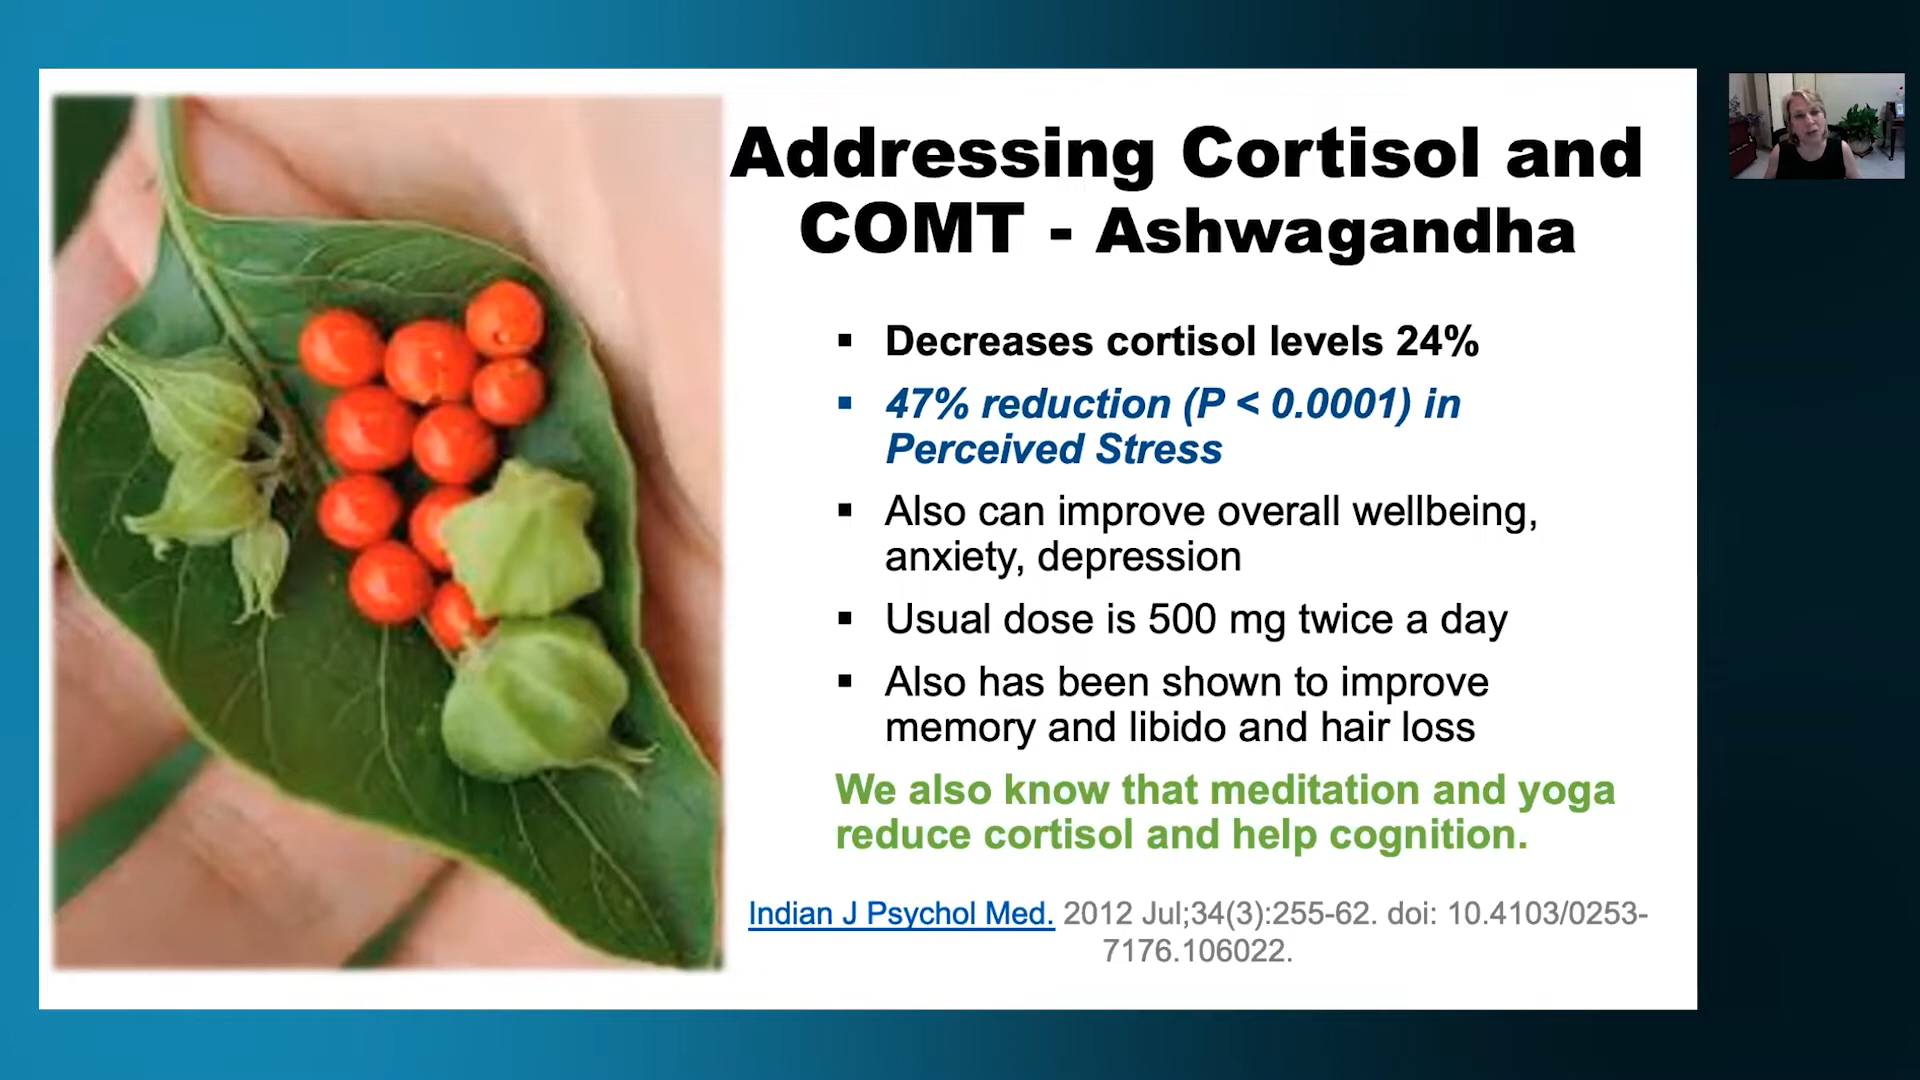 Addressing Cortisol and
COMT - Ashwagandha
▪ Decreases cortisol levels 24%
▪ 47% reduction (P < 0.0001) in
Perceived Stress
▪ Also can improve overall wellbeing,
anxiety, depression
▪ Usual dose is 500 mg twice a day
▪ Also has been shown to improve
memory and libido and hair loss
We also know that meditation and yoga
reduce cortisol and help cognition.
Indian J Psychol Med. 2012 Jul;34(3):255-62. doi: 10.4103/0253-
7176.106022.